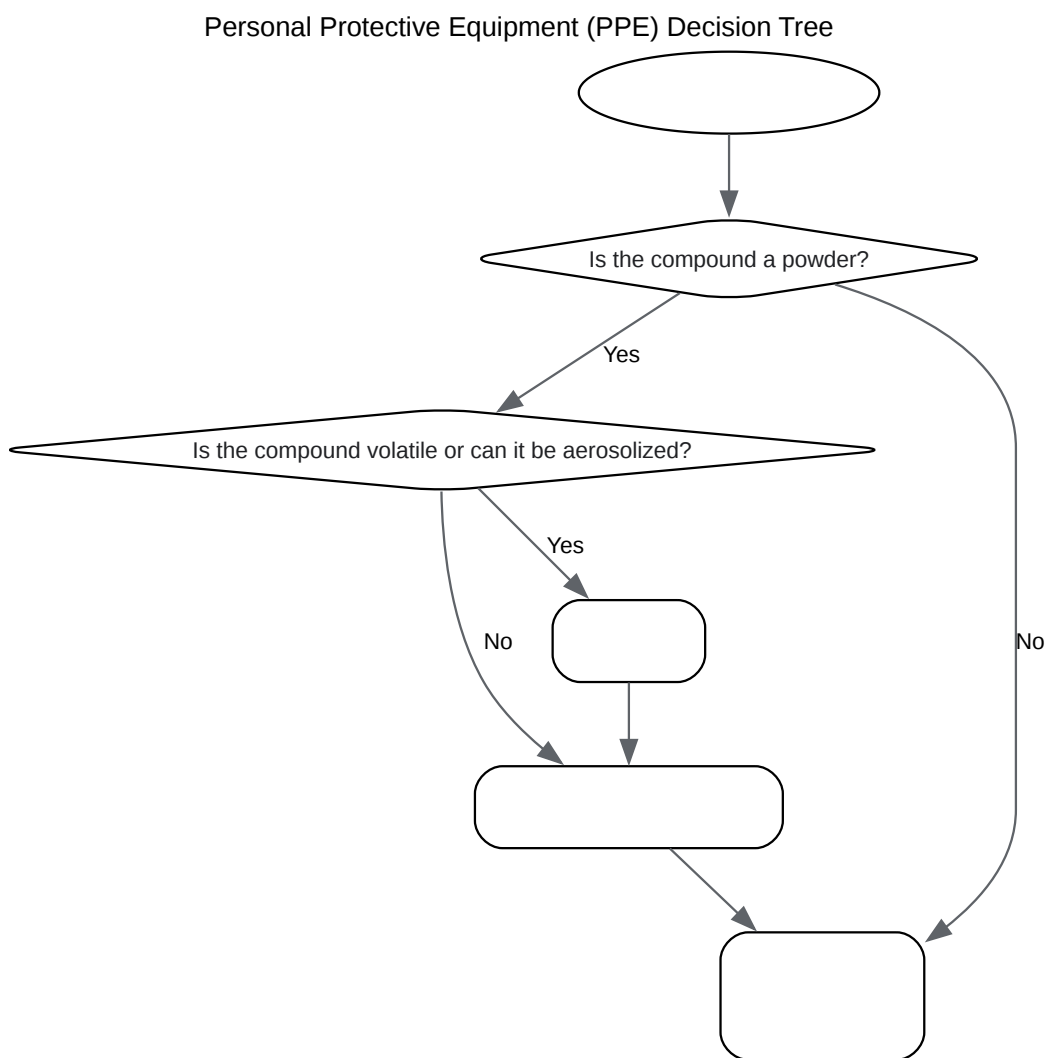 Personal Protective Equipment (PPE) Decision Tree
Is the compound a powder?
Yes
Is the compound volatile or can it be aerosolized?
Yes
No
No